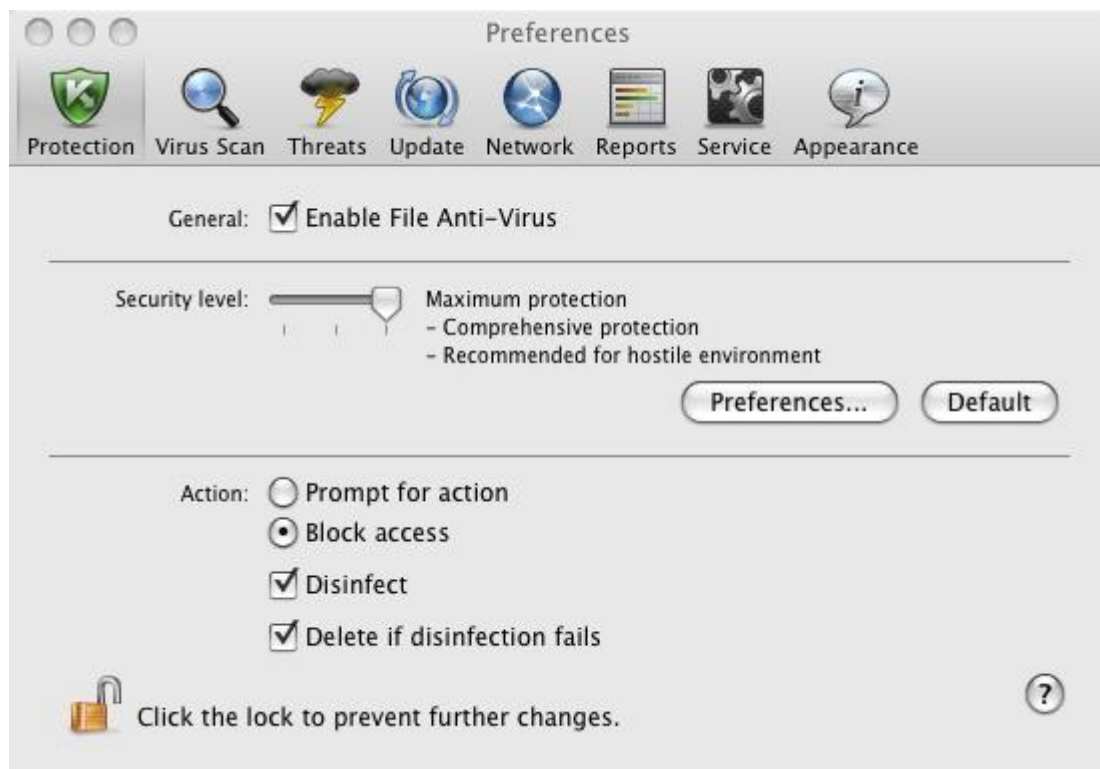 Preferences
Protection Virus Scan Threats Update Network Reports Service Appearance
General: Enable File Anti-Virus
Security level: Maximum protection
- Comprehensive protection
- Recommended for hostile environment
Preferences... Default
Action: Prompt for action
Block access
Disinfect
Delete if disinfection fails
?
Click the lock to prevent further changes.